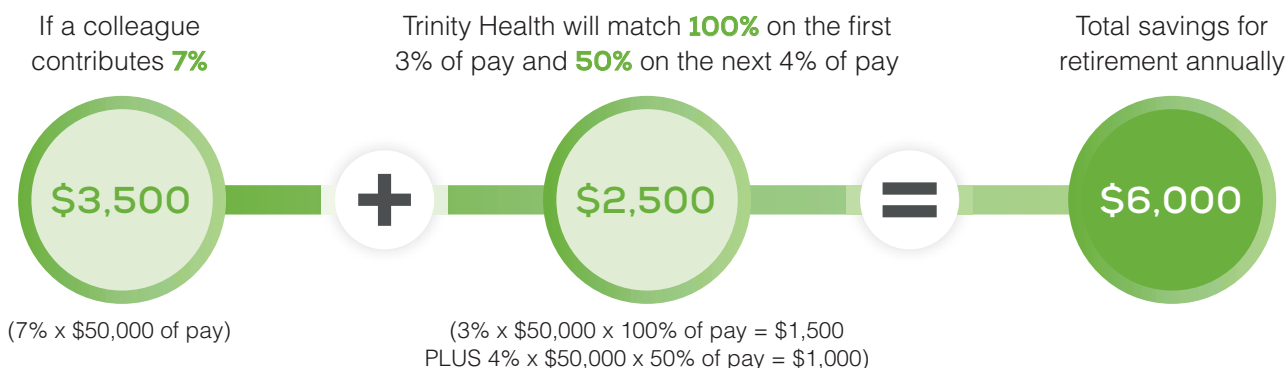 If a colleague
contributes 7%
Trinity Health will match 100% on the first
3% of pay and 50% on the next 4% of pay
Total savings for
retirement annually
$3,500
+
$2,500
=
$6,000
(7% x $50,000 of pay)
(3% x $50,000 x 100% of pay = $1,500
PLUS 4% x $50,000 x 50% of pay = $1,000)